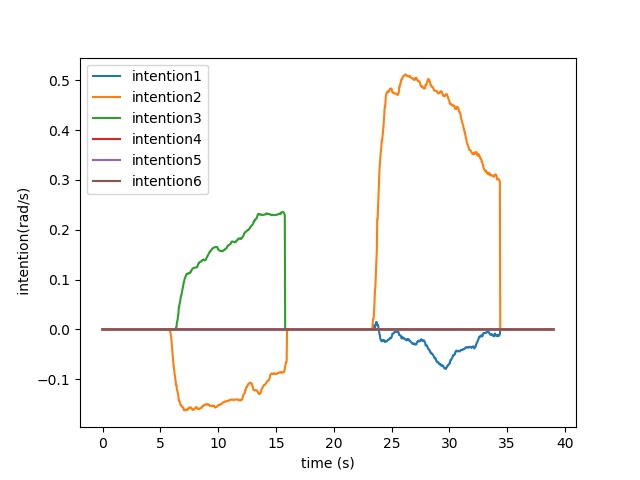 intention1
intention2
intention3
intention4
intention5
intention6
0.5
0.4
0.3
0.2
0.1
0.0
−0.1
intention(rad/s)
0 5 10 15 20 25 30 35 40
time (s)